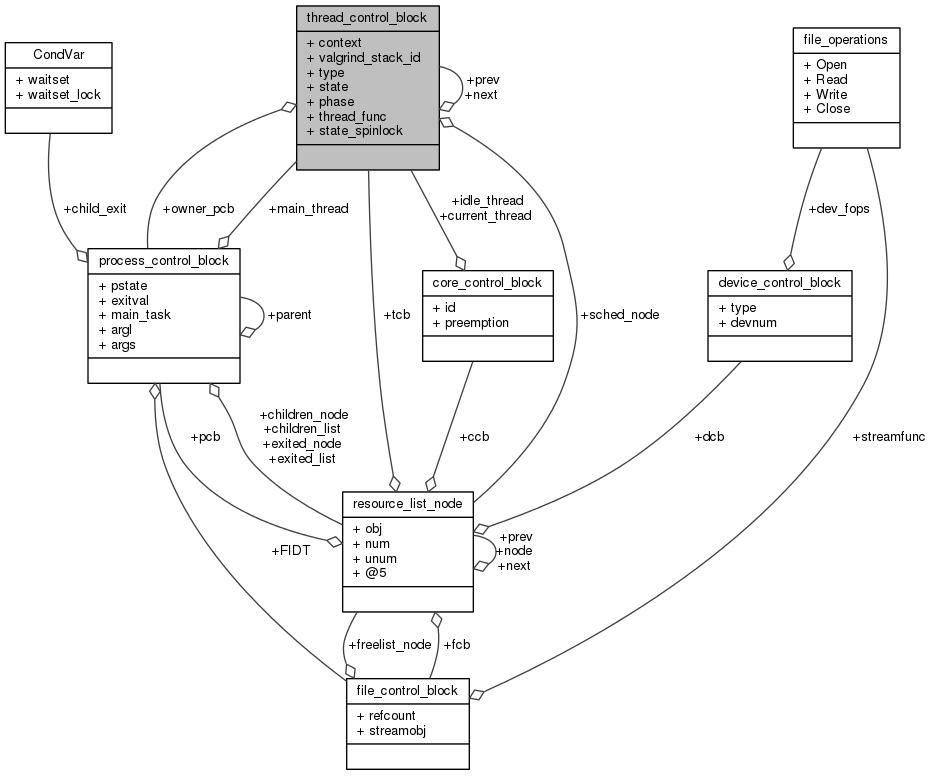 thread_control_block
+ context
+ valgrind_stack_id
+ type
+ state
+ phase
+ thread_func
+ state_spinlock
+prev
+next
CondVar
+ waitset
+ waitset_lock
file_operations
+ Open
+ Read
+ Write
+ Close
+child_exit
+owner_pcb
+main_thread
+idle_thread
+current_thread
+dev_fops
process_control_block
+ pstate
+ exitval
+ main_task
+ argl
+ args
+parent
+tcb
core_control_block
+ id
+ preemption
+sched_node
device_control_block
+ type
+ devnum
+pcb
+children_node
+children_list
+exited_node
+exited_list
+ccb
+dcb
+streamfunc
resource_list_node
+ obj
+ num
+ unum
+ @5
+prev
+node
+next
+FIDT
+freelist_node
+fcb
file_control_block
+ refcount
+ streamobj